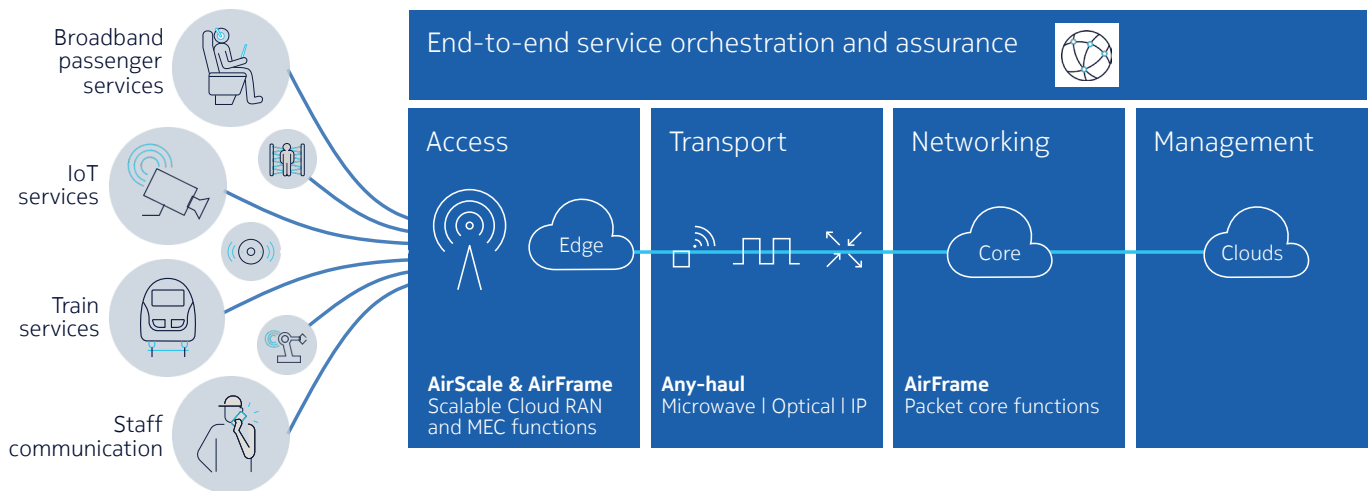 Broadband
passenger
services
IoT
services
Train
services
Staff
communication
End-to-end service orchestration and assurance
Access
Edge
AirScale & AirFrame
Scalable Cloud RAN
and MEC functions
Transport
Any-haul
Microwave | Optical | IP
Networking
Core
AirFrame
Packet core functions
Management
Clouds